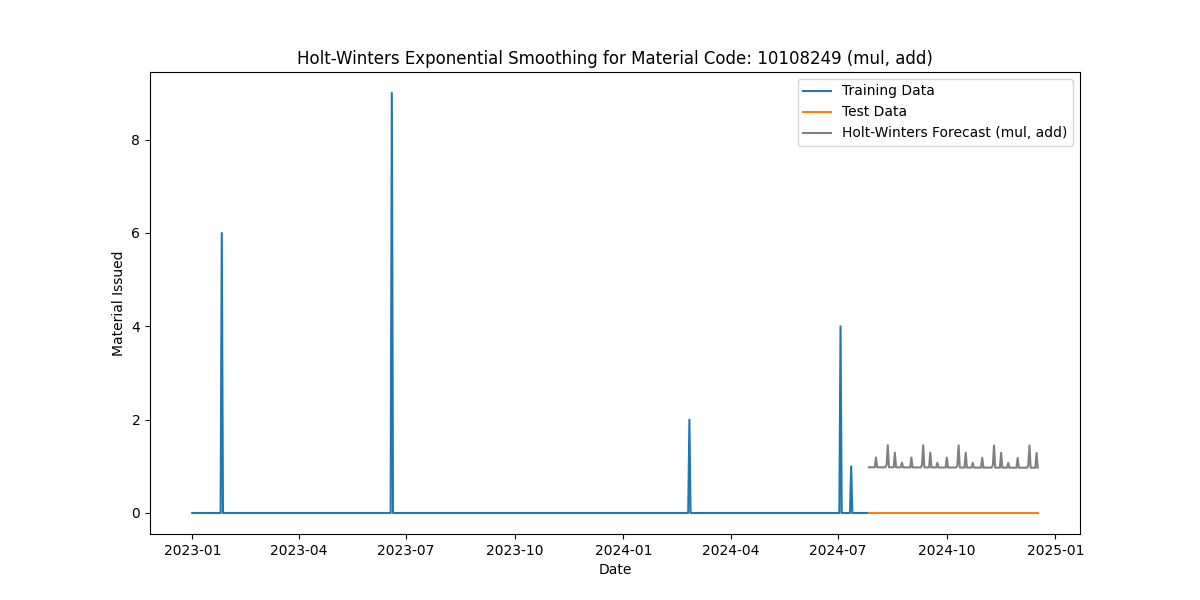 Holt-Winters Exponential Smoothing for Material Code: 10108249 (mul, add)
Training Data
Test Data
Holt-Winters Forecast (mul, add)
Material Issued
8
6
4
2
0
2023-01 2023-04 2023-07 2023-10 2024-01 2024-04 2024-07 2024-10 2025-01
Date